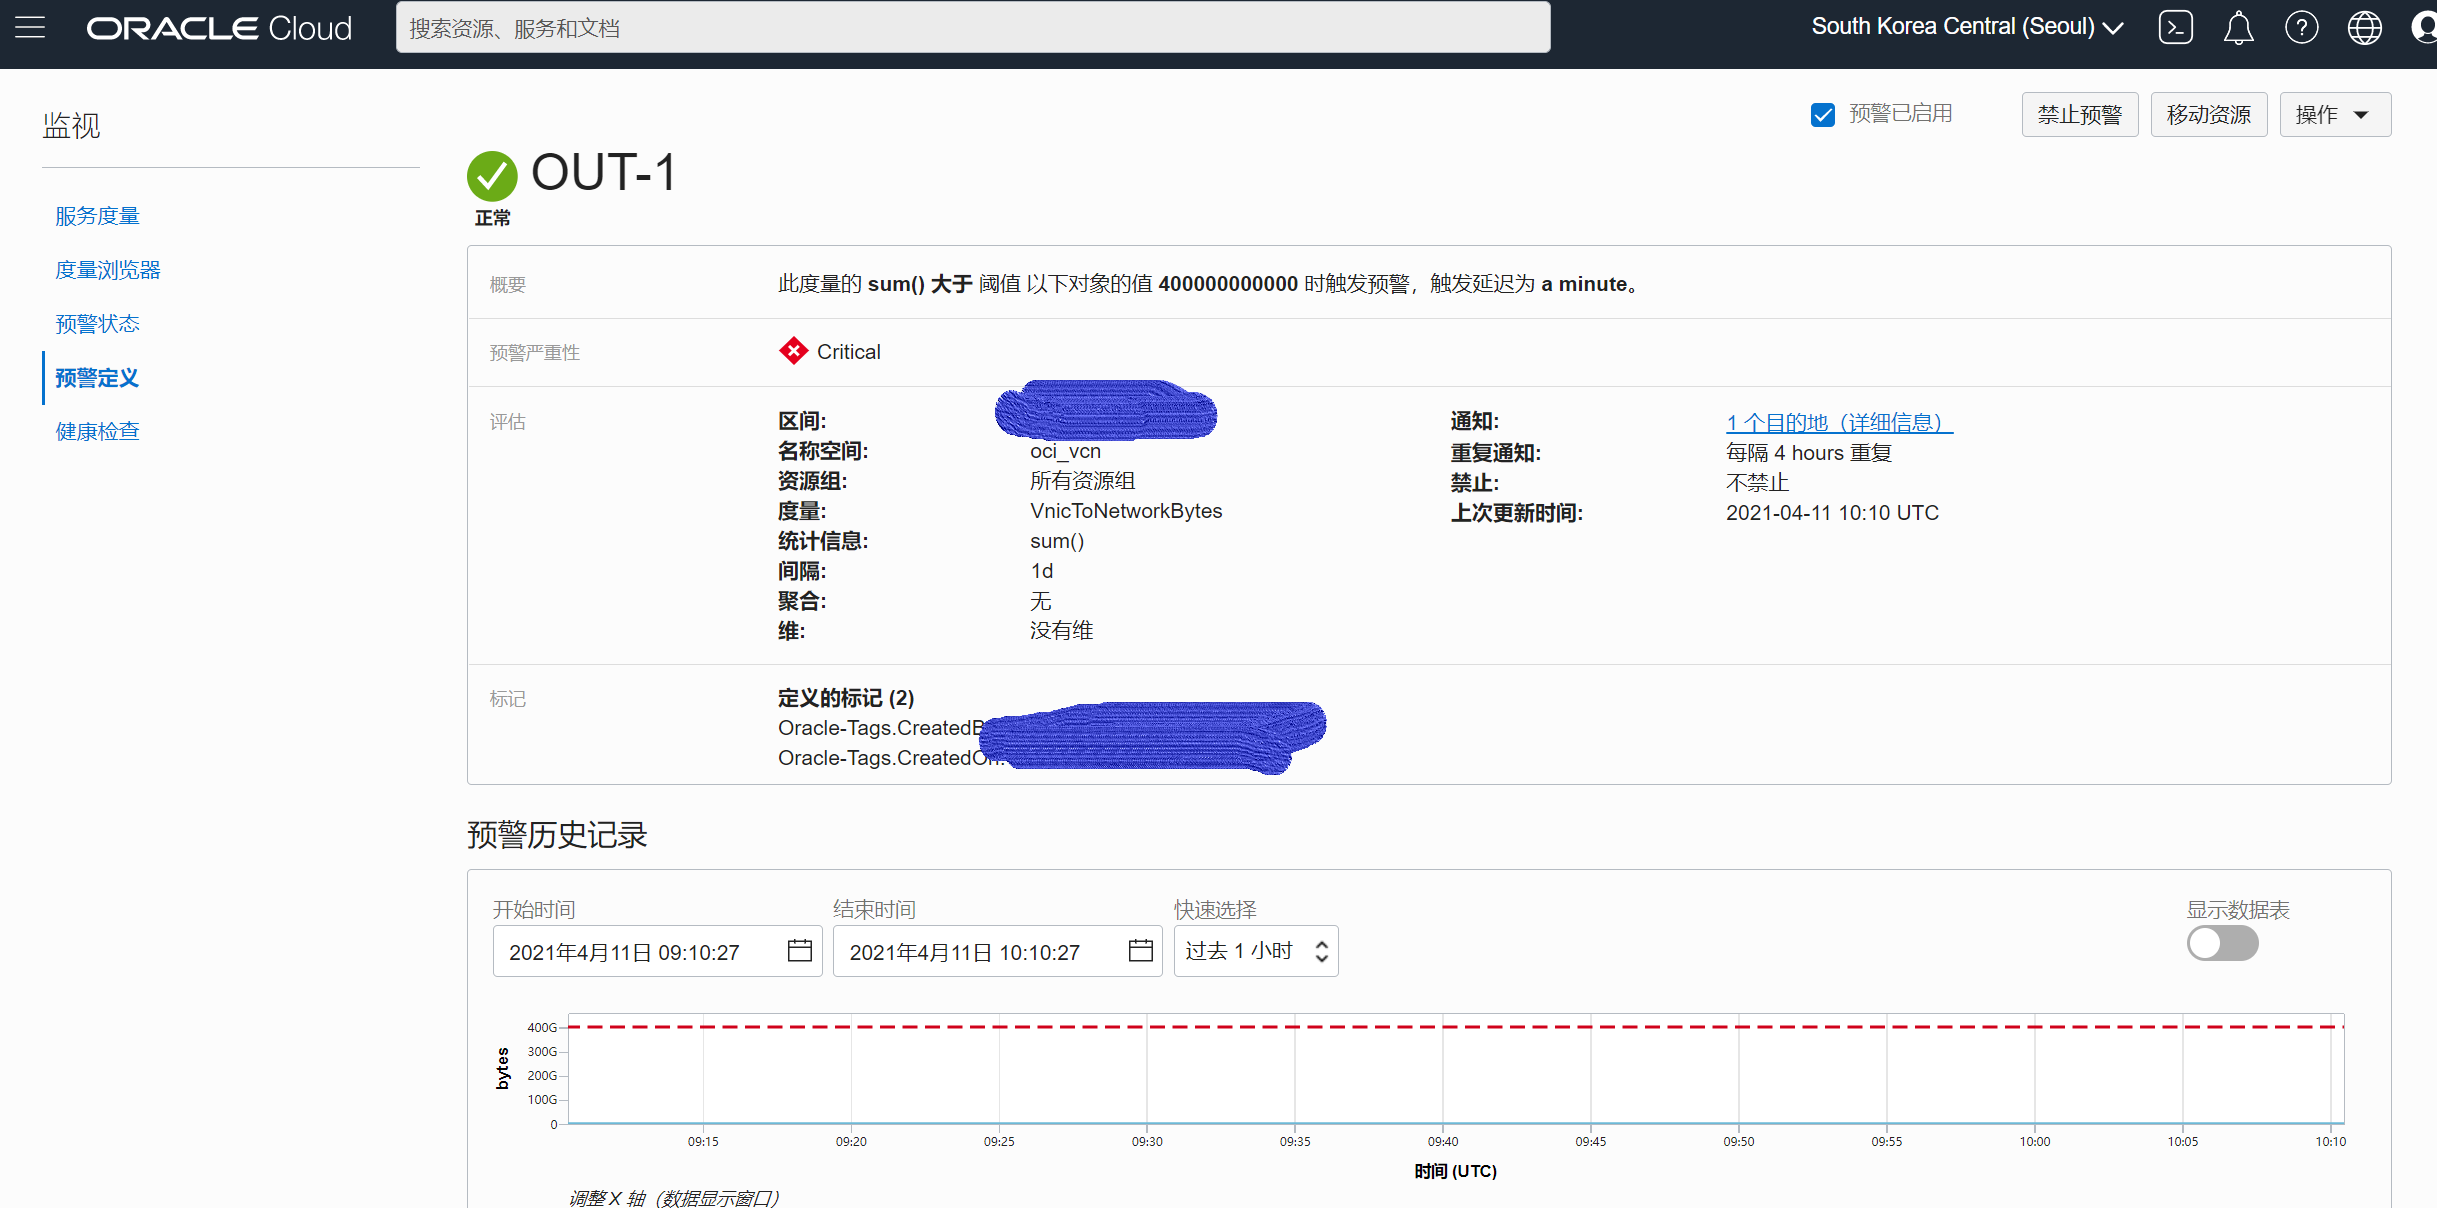 ORACLE Cloud
搜索资源、服务和文档
South Korea Central (Seoul)
监视
服务度量
度量浏览器
预警状态
预警定义
健康检查
预警已启用
禁止预警
移动资源
操作
OUT-1
正常
概要
此度量的 sum() 大于 阈值 以下对象的值 400000000000 时触发预警，触发延迟为 a minute。
预警严重性
Critical
评估
区间:
名称空间: oci_vcn
资源组: 所有资源组
度量: VnicToNetworkBytes
统计信息: sum()
间隔: 1d
聚合: 无
维: 没有维
通知: 1 个目的地（详细信息）
重复通知: 每隔 4 hours 重复
禁止: 不禁止
上次更新时间: 2021-04-11 10:10 UTC
标记
定义的标记 (2)
Oracle-Tags.CreatedB
Oracle-Tags.CreatedOn:
预警历史记录
开始时间
2021年4月11日 09:10:27
结束时间
2021年4月11日 10:10:27
快速选择
过去 1 小时
显示数据表
bytes
400G
300G
200G
100G
0
09:15 09:20 09:25 09:30 09:35 09:40 09:45 09:50 09:55 10:00 10:05 10:10
时间 (UTC)
调整 X 轴（数据显示窗口）